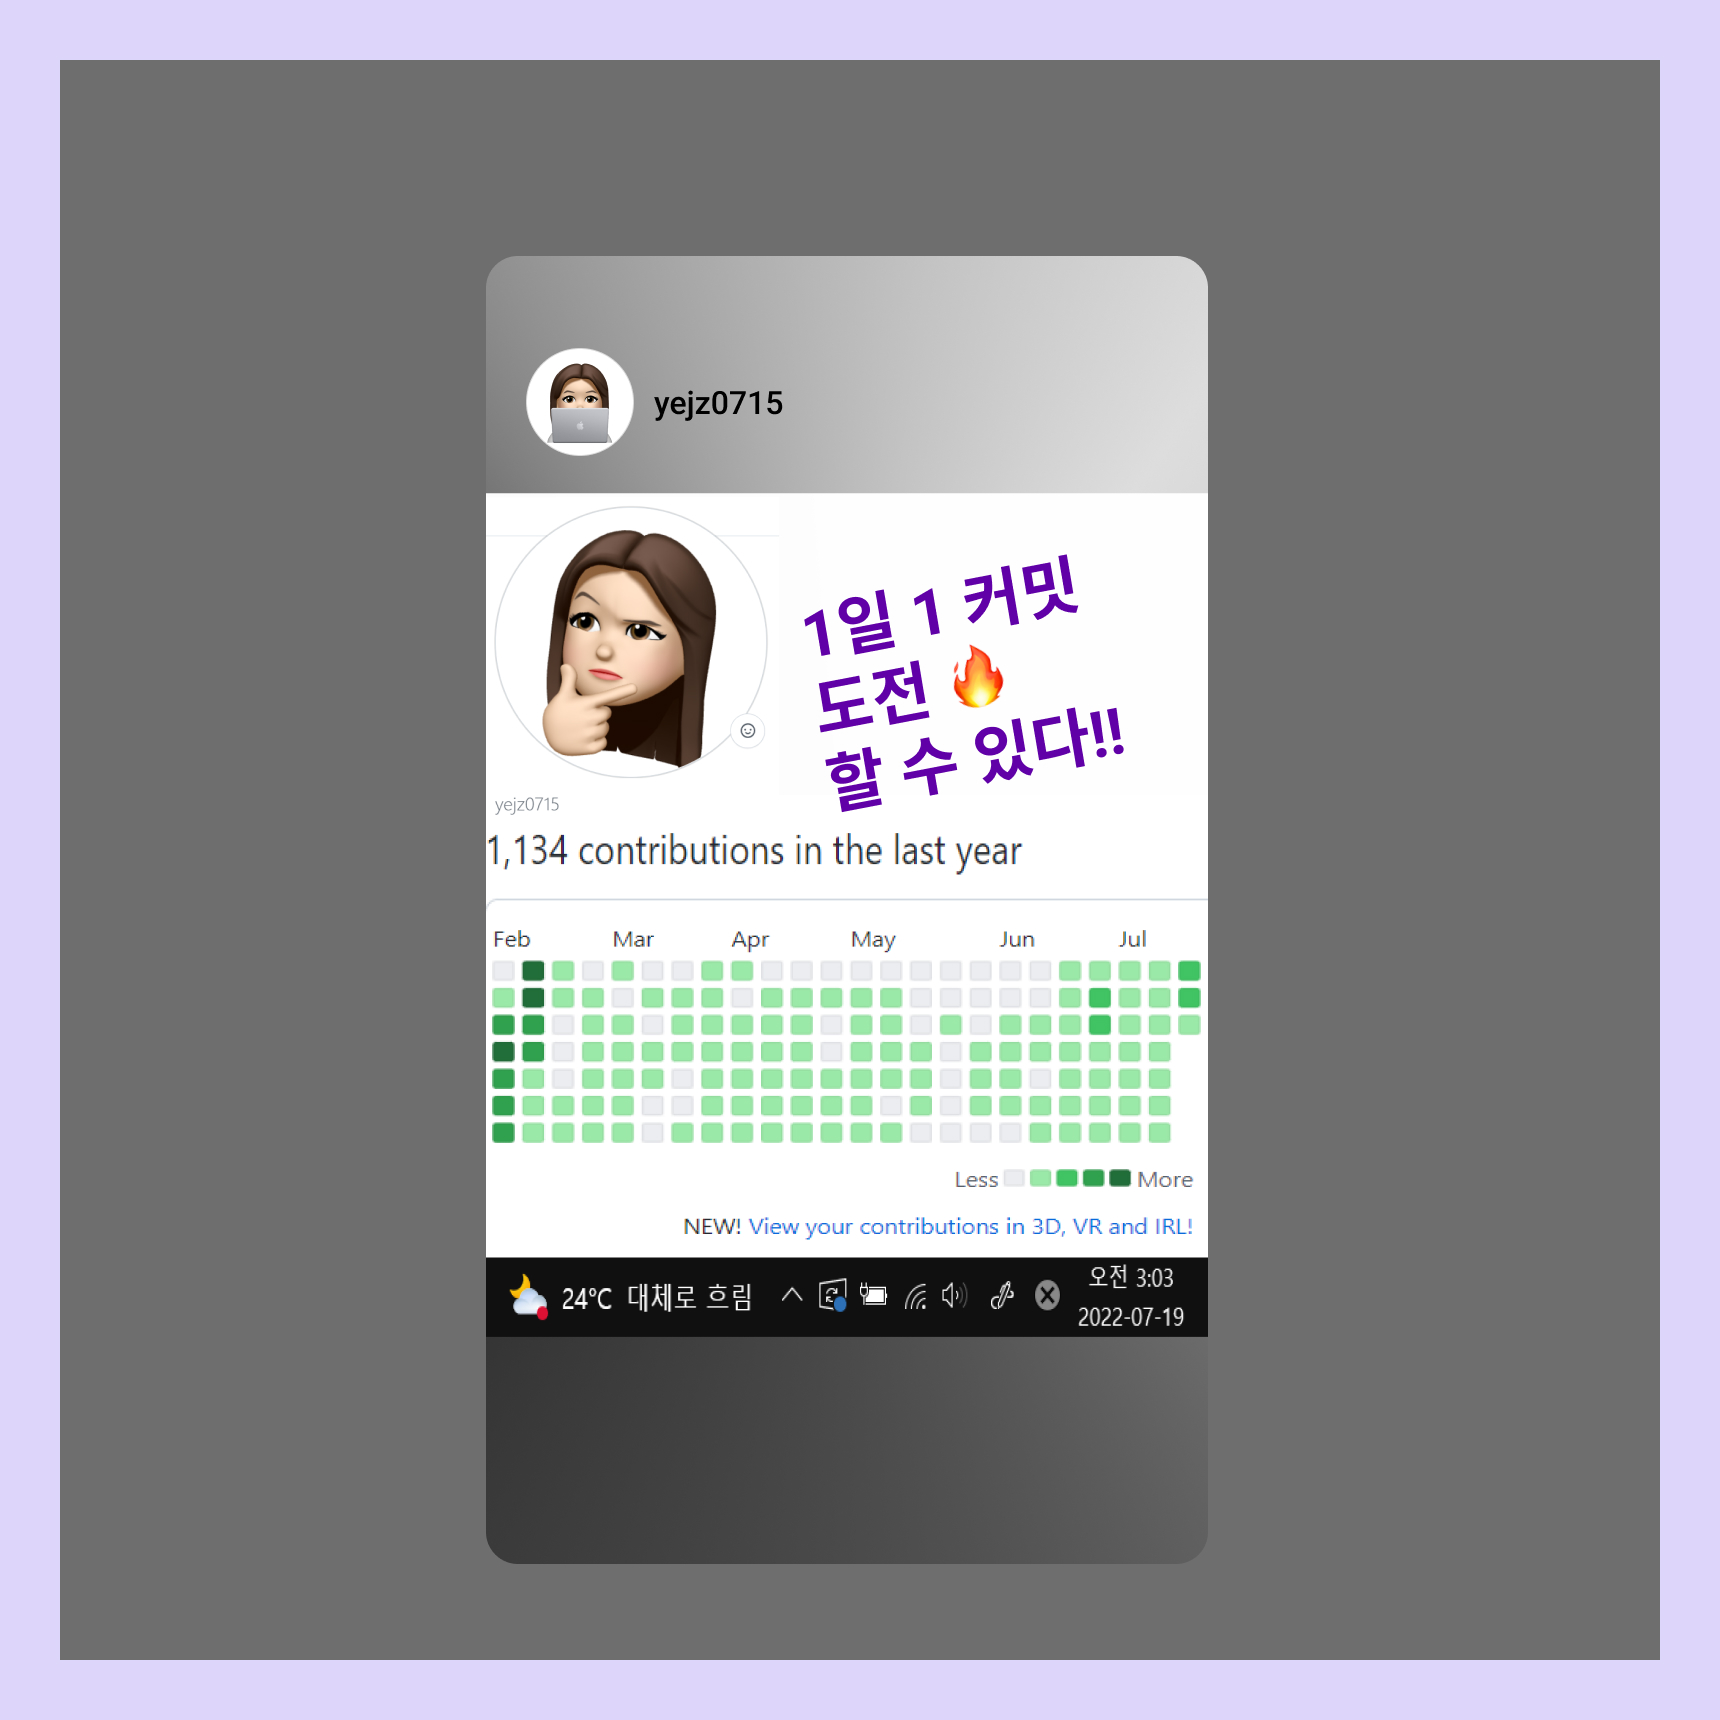 yejz0715
1일 1 커밋
도전 🔥
할 수 있다!!
yejz0715
1,134 contributions in the last year
Feb Mar Apr May Jun Jul
Less More
NEW! View your contributions in 3D, VR and IRL!
24°C 대체로 흐림
오전 3:03
2022-07-19